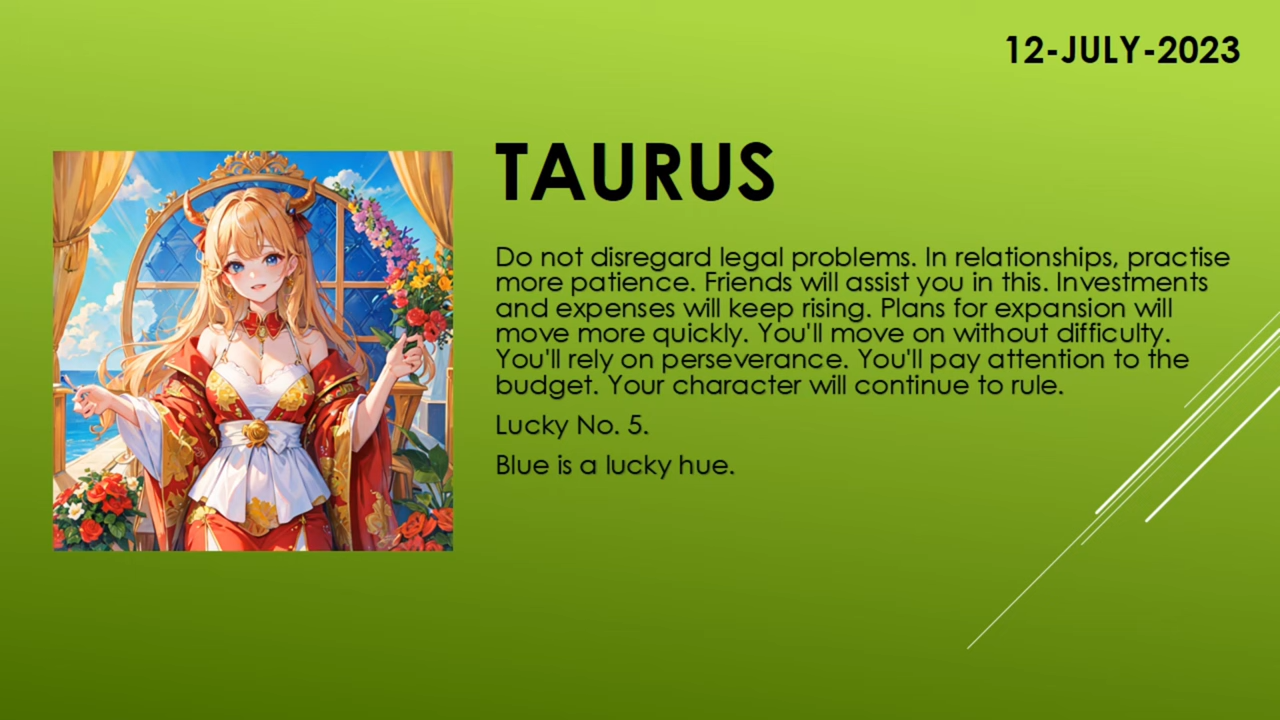 12-JULY-2023
TAURUS
Do not disregard legal problems. In relationships, practise
more patience. Friends will assist you in this. Investments
and expenses will keep rising. Plans for expansion will
move more quickly. You'll move on without difficulty.
You'll rely on perseverance. You'll pay attention to the
budget. Your character will continue to rule.
Lucky No. 5.
Blue is a lucky hue.